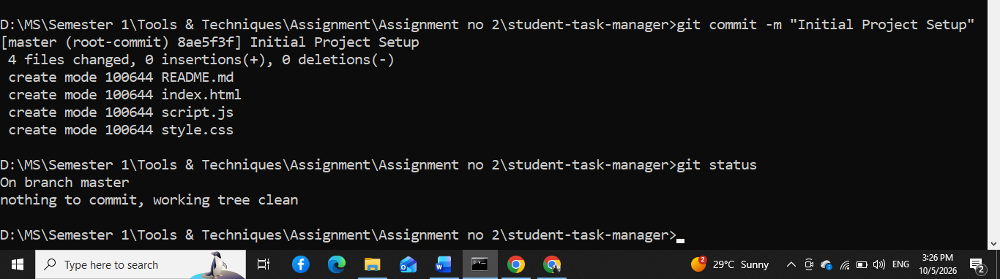 D:\MS\Semester 1\Tools & Techniques\Assignment\Assignment no 2\student-task-manager>git commit -m "Initial Project Setup"
[master (root-commit) 8ae5f3f] Initial Project Setup
 4 files changed, 0 insertions(+), 0 deletions(-)
 create mode 100644 README.md
 create mode 100644 index.html
 create mode 100644 script.js
 create mode 100644 style.css
D:\MS\Semester 1\Tools & Techniques\Assignment\Assignment no 2\student-task-manager>git status
On branch master
nothing to commit, working tree clean
D:\MS\Semester 1\Tools & Techniques\Assignment\Assignment no 2\student-task-manager>
Type here to search
2
29°C Sunny
ENG
3:26 PM
10/5/2026
2